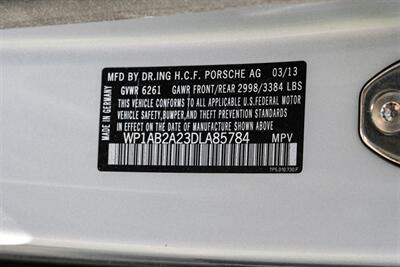 MFD BY DR.ING H.C.F. PORSCHE AG 03/13
GVWR 6261 GAWR FRONT/REAR 2998/3384 LBS
THIS VEHICLE CONFORMS TO ALL APPLICABLE U.S.FEDERAL MOTOR
VEHICLE SAFETY,BUMPER,AND THEFT PREVENTION STANDARDS
IN EFFECT ON THE DATE OF MANUFACTURE SHOWN ABOVE
WP1AB2A23DLA85784 MPV
MADE IN GERMANY